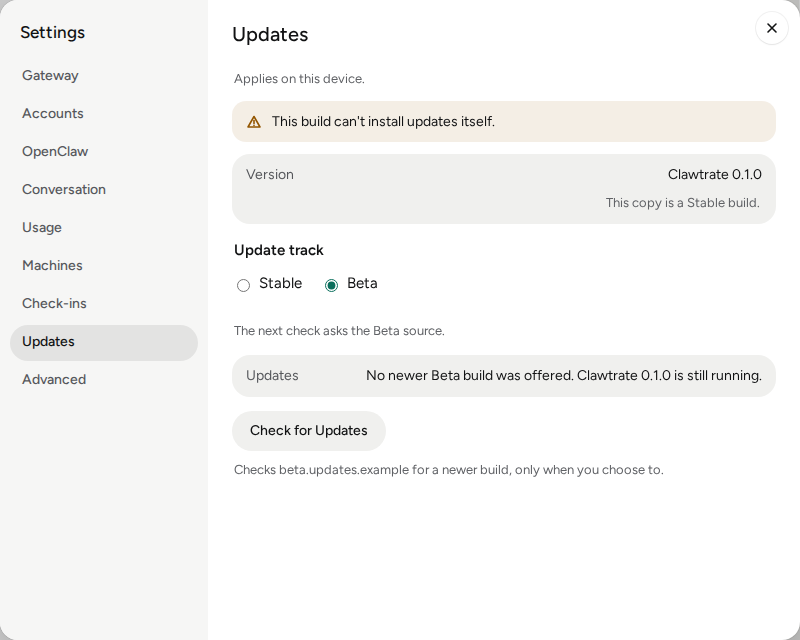 Settings
Gateway
Accounts
OpenClaw
Conversation
Usage
Machines
Check-ins
Updates
Advanced
Updates
Applies on this device.
This build can't install updates itself.
Version
Clawtrate 0.1.0
This copy is a Stable build.
Update track
Stable
Beta
The next check asks the Beta source.
Updates
No newer Beta build was offered. Clawtrate 0.1.0 is still running.
Check for Updates
Checks beta.updates.example for a newer build, only when you choose to.